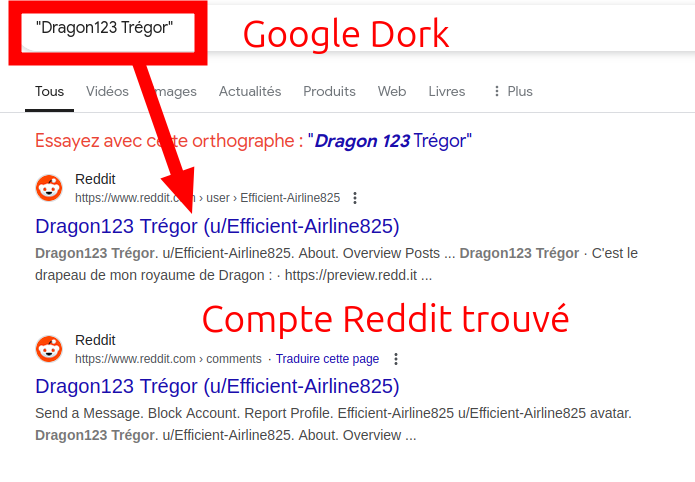 "Dragon123 Trégor"
Google Dork
Tous Vidéos Images Actualités Produits Web Livres Plus
Essayez avec cette orthographe : "Dragon 123 Trégor"
Reddit
https://www.reddit.com › user › Efficient-Airline825
Dragon123 Trégor (u/Efficient-Airline825)
Dragon123 Trégor. u/Efficient-Airline825. About. Overview Posts ... Dragon123 Trégor · C'est le
drapeau de mon royaume de Dragon : · https://preview.redd.it ...
Compte Reddit trouvé
Reddit
https://www.reddit.com › comments · Traduire cette page
Dragon123 Trégor (u/Efficient-Airline825)
Send a Message. Block Account. Report Profile. Efficient-Airline825 u/Efficient-Airline825 avatar.
Dragon123 Trégor. u/Efficient-Airline825. About. Overview ...